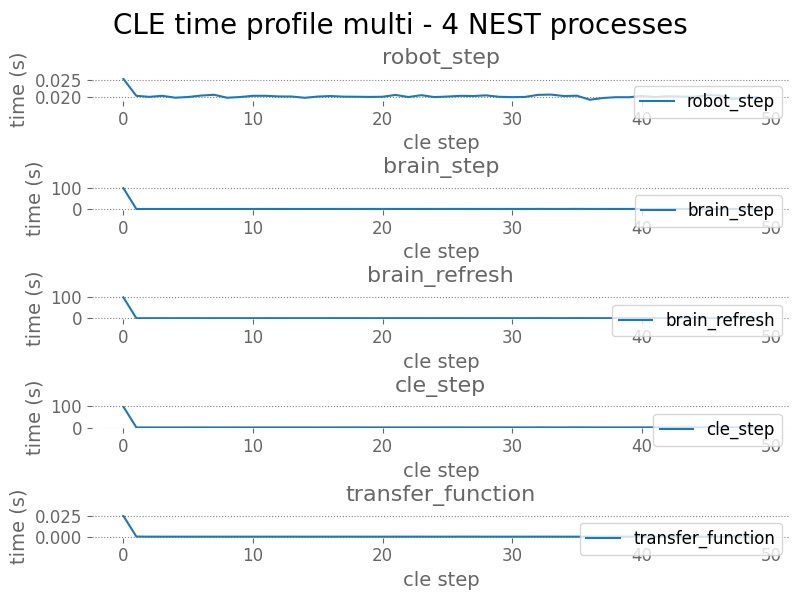 CLE time profile multi - 4 NEST processes
robot_step
time (s)
0.025
0.020
robot_step
0 10 20 30 40 50
cle step
brain_step
time (s)
100
0
brain_step
0 10 20 30 40 50
cle step
brain_refresh
time (s)
100
0
brain_refresh
0 10 20 30 40 50
cle step
cle_step
time (s)
100
0
cle_step
0 10 20 30 40 50
cle step
transfer_function
time (s)
0.025
0.000
transfer_function
0 10 20 30 40 50
cle step